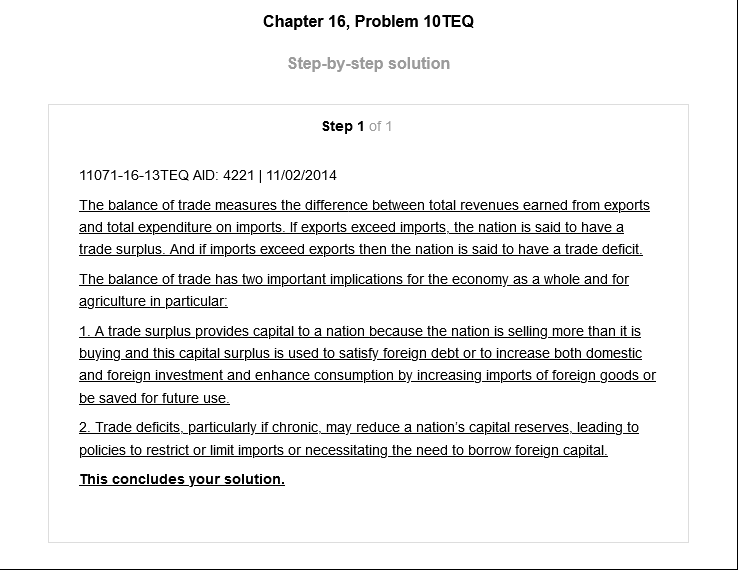 Chapter 16, Problem 10TEQ
Step-by-step solution
Step 1 of 1
11071-16-13TEQ AID: 4221 | 11/02/2014
The balance of trade measures the difference between total revenues earned from exports
and total expenditure on imports. If exports exceed imports, the nation is said to have a
trade surplus. And if imports exceed exports then the nation is said to have a trade deficit.
The balance of trade has two important implications for the economy as a whole and for
agriculture in particular:
1. A trade surplus provides capital to a nation because the nation is selling more than it is
buying and this capital surplus is used to satisfy foreign debt or to increase both domestic
and foreign investment and enhance consumption by increasing imports of foreign goods or
be saved for future use.
2. Trade deficits, particularly if chronic, may reduce a nation’s capital reserves, leading to
policies to restrict or limit imports or necessitating the need to borrow foreign capital.
This concludes your solution.